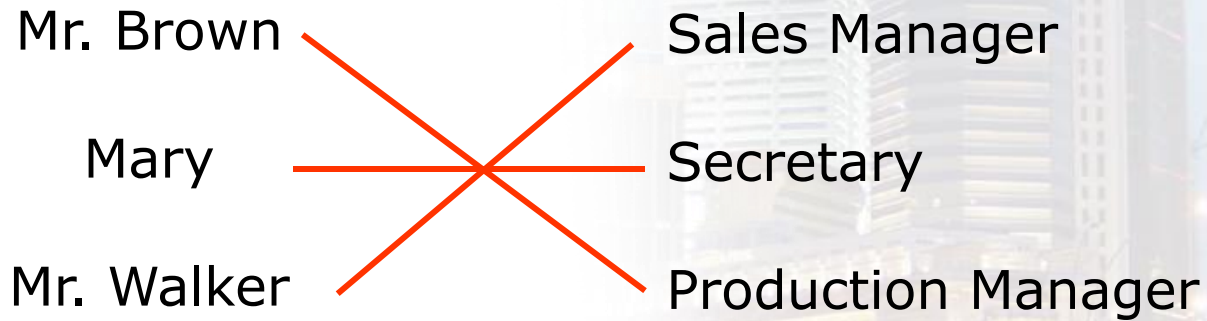 Mr. Brown Sales Manager
Mary Secretary
Mr. Walker Production Manager